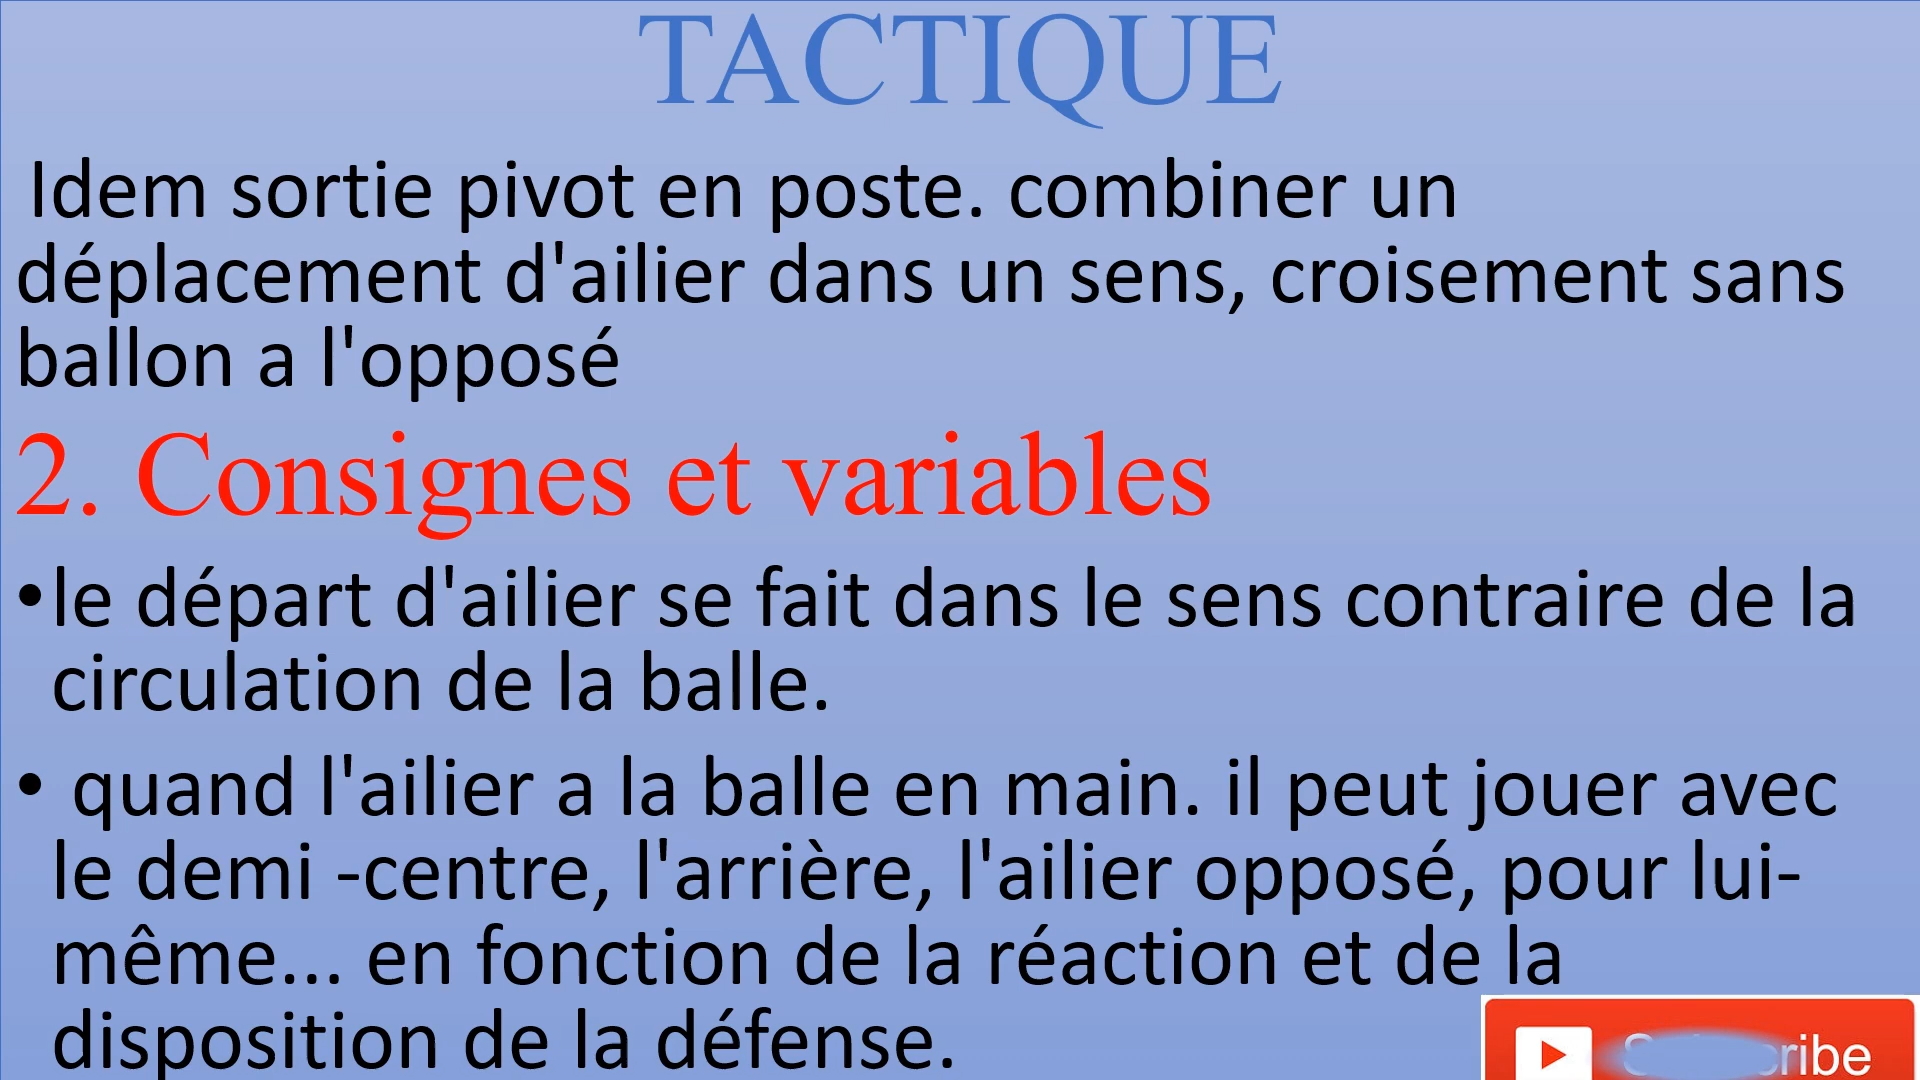 TACTIQUE
Idem sortie pivot en poste. combiner un
déplacement d'ailier dans un sens, croisement sans
ballon a l'opposé
2. Consignes et variables
•le départ d'ailier se fait dans le sens contraire de la
circulation de la balle.
• quand l'ailier a la balle en main. il peut jouer avec
le demi -centre, l'arrière, l'ailier opposé, pour lui-
même... en fonction de la réaction et de la
disposition de la défense.